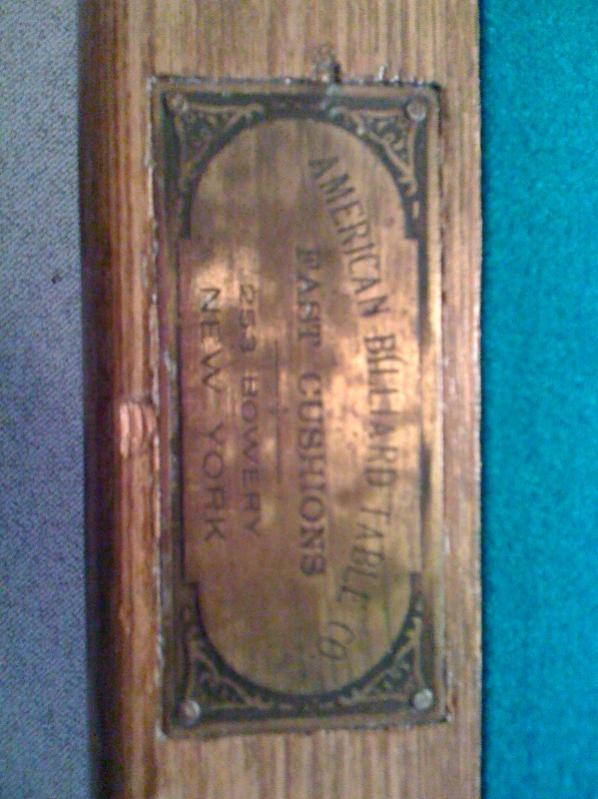 AMERICAN BILLIARD TABLE CO
FAST CUSHIONS
253 BOWERY
NEW YORK